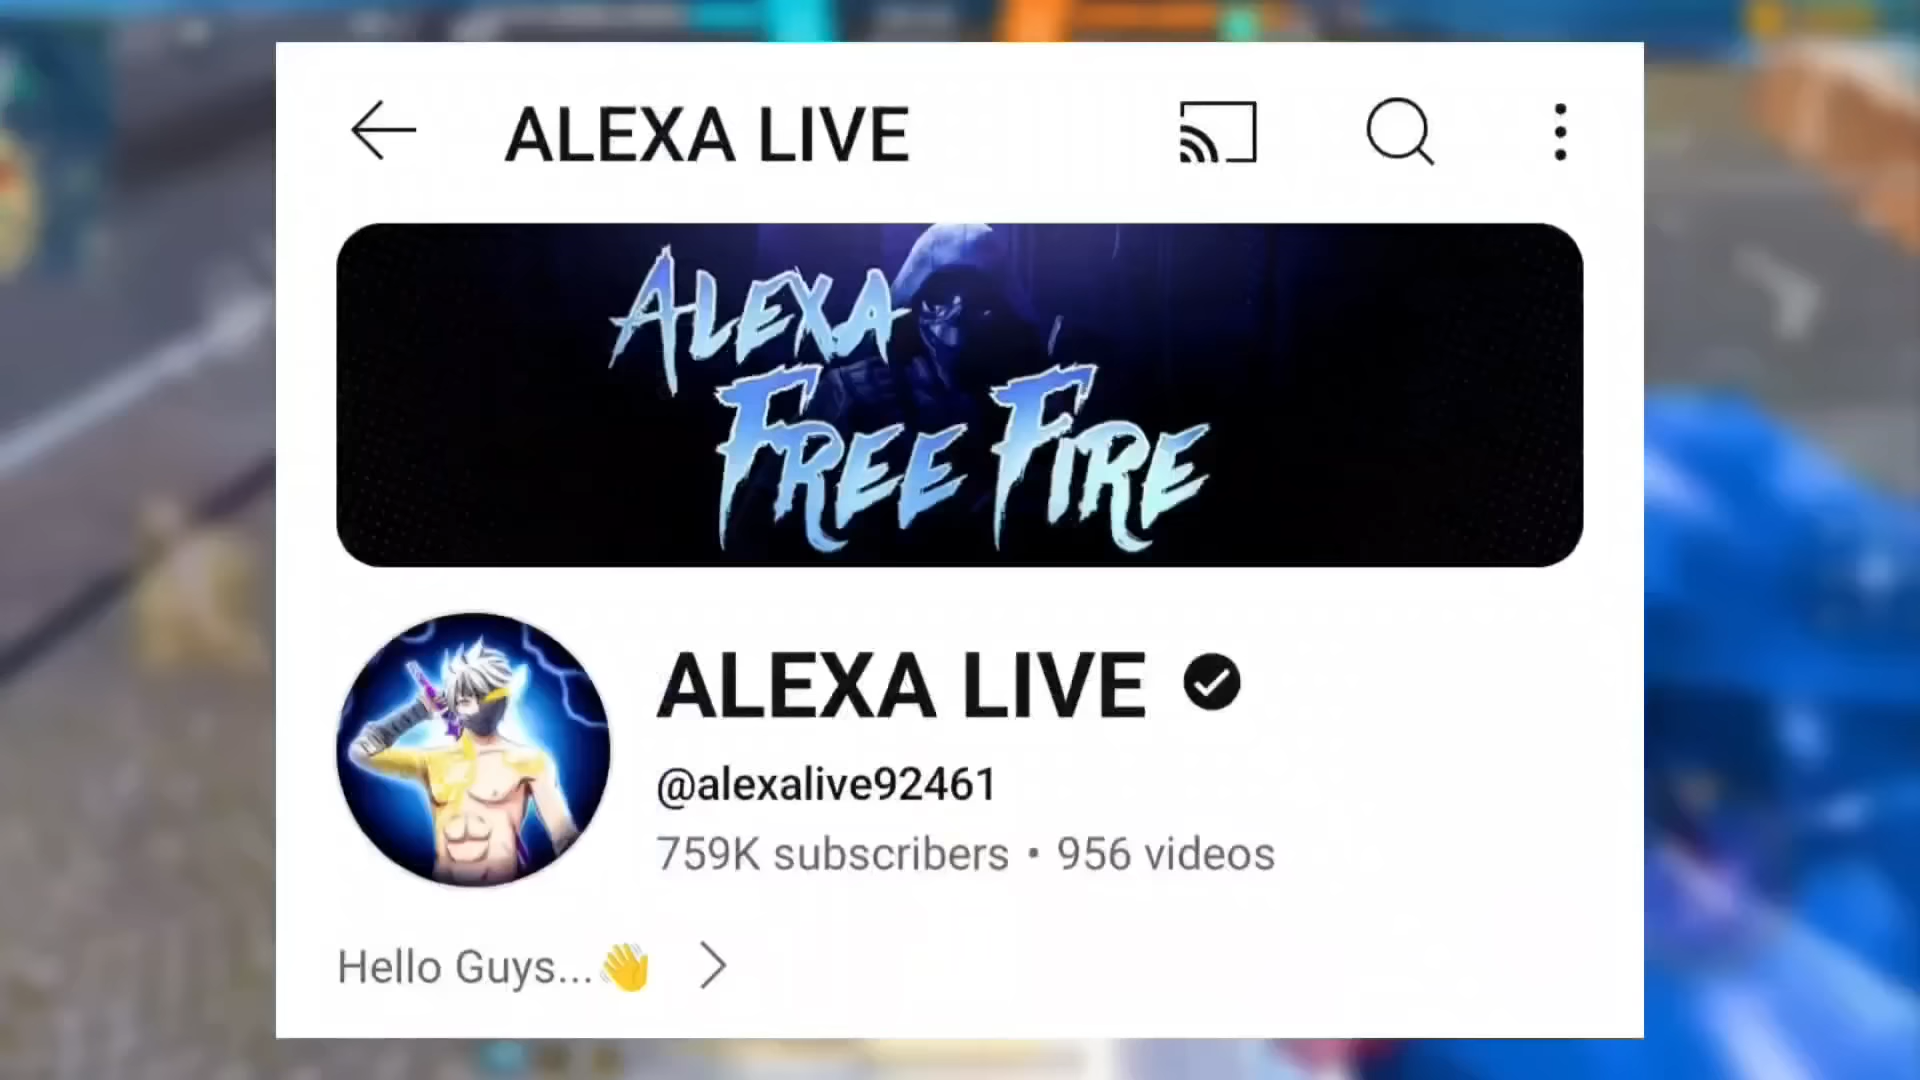 ALEXA LIVE
ALEXA
FREE FIRE
ALEXA LIVE
@alexalive92461
759K subscribers • 956 videos
Hello Guys...👋